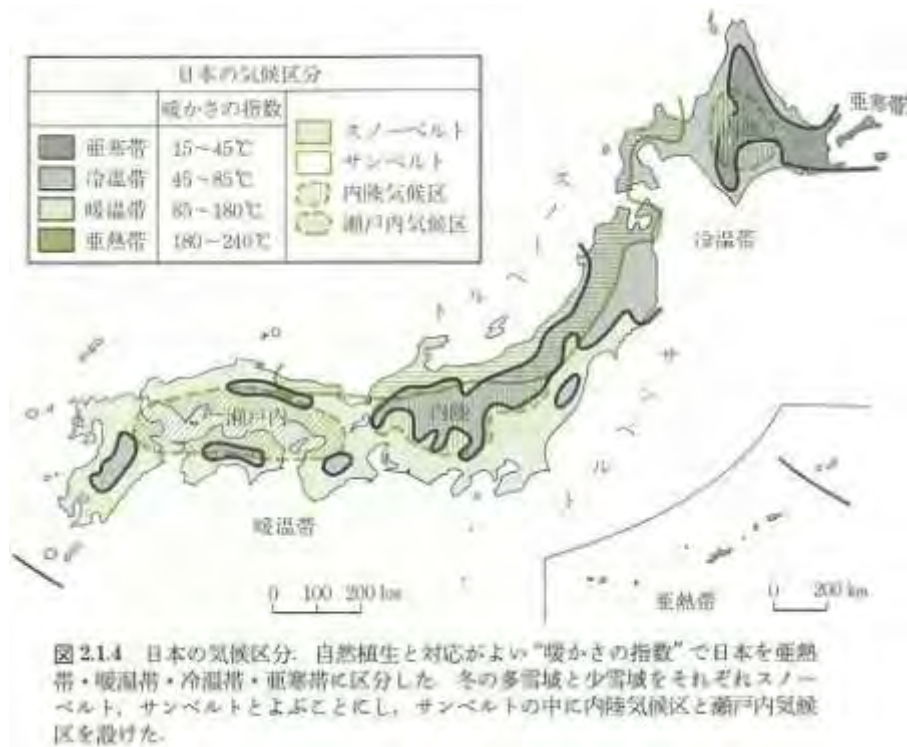 日本の気候区分
暖かさの指数
亜寒帯 15~45℃
冷温帯 45~85℃
暖温帯 85~180℃
亜熱帯 180~240℃
スノーベルト
サンベルト
内陸気候区
瀬戸内気候区
亜寒帯
冷温帯
スノーベルト
サンベルト
内陸
瀬戸内
暖温帯
0 100 200 km
亜熱帯
0 200 km
図2.1.4 日本の気候区分. 自然植生と対応がよい“暖かさの指数”で日本を亜熱
帯・暖温帯・冷温帯・亜寒帯に区分した. 冬の多雪域と少雪域をそれぞれスノー
ベルト, サンベルトとよぶことにし, サンベルトの中に内陸気候区と瀬戸内気候
区を設けた.